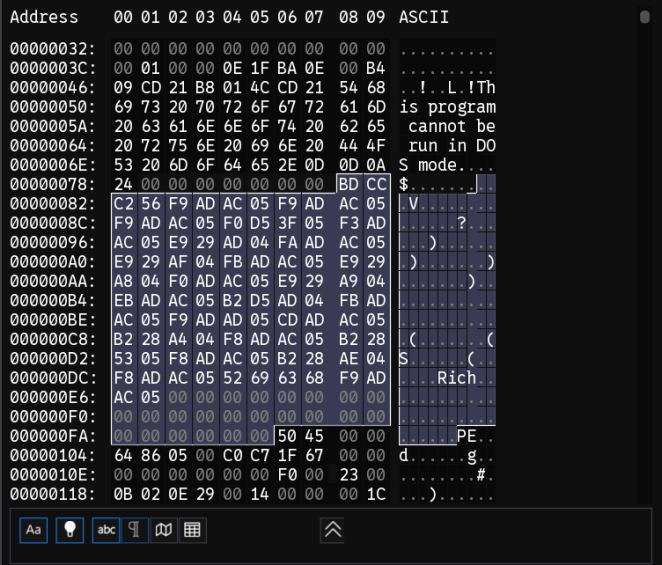 Address 00 01 02 03 04 05 06 07 08 09 ASCII
00000032: 00 00 00 00 00 00 00 00 00 00 ..........
0000003C: 00 01 00 00 0E 1F BA 0E 00 B4 ..........
00000046: 09 CD 21 B8 01 4C CD 21 54 68 ..!..L.!Th
00000050: 69 73 20 70 72 6F 67 72 61 6D is program
0000005A: 20 63 61 6E 6E 6F 74 20 62 65  cannot be
00000064: 20 72 75 6E 20 69 6E 20 44 4F  run in DO
0000006E: 53 20 6D 6F 64 65 2E 0D 0D 0A S mode....
00000078: 24 00 00 00 00 00 00 00 BD CC $.........
00000082: C2 56 F9 AD AC 05 F9 AD AC 05 .V........
0000008C: F9 AD AC 05 F0 D5 3F 05 F3 AD ......?...
00000096: AC 05 E9 29 AD 04 FA AD AC 05 ...)......
000000A0: E9 29 AF 04 FB AD AC 05 E9 29 .).......)
000000AA: A8 04 F0 AD AC 05 E9 29 A9 04 .......)..
000000B4: EB AD AC 05 B2 D5 AD 04 FB AD ..........
000000BE: AC 05 F9 AD AD 05 CD AD AC 05 ..........
000000C8: B2 28 A4 04 F8 AD AC 05 B2 28 .(.......(
000000D2: 53 05 F8 AD AC 05 B2 28 AE 04 S......(..
000000DC: F8 AD AC 05 52 69 63 68 F9 AD ....Rich..
000000E6: AC 05 00 00 00 00 00 00 00 00 ..........
000000F0: 00 00 00 00 00 00 00 00 00 00 ..........
000000FA: 00 00 00 00 00 00 50 45 00 00 ......PE..
00000104: 64 86 05 00 C0 C7 1F 67 00 00 d......g..
0000010E: 00 00 00 00 00 00 F0 00 23 00 ........#.
00000118: 0B 02 0E 29 00 14 00 00 00 1C ...)......
Aa abc ¶